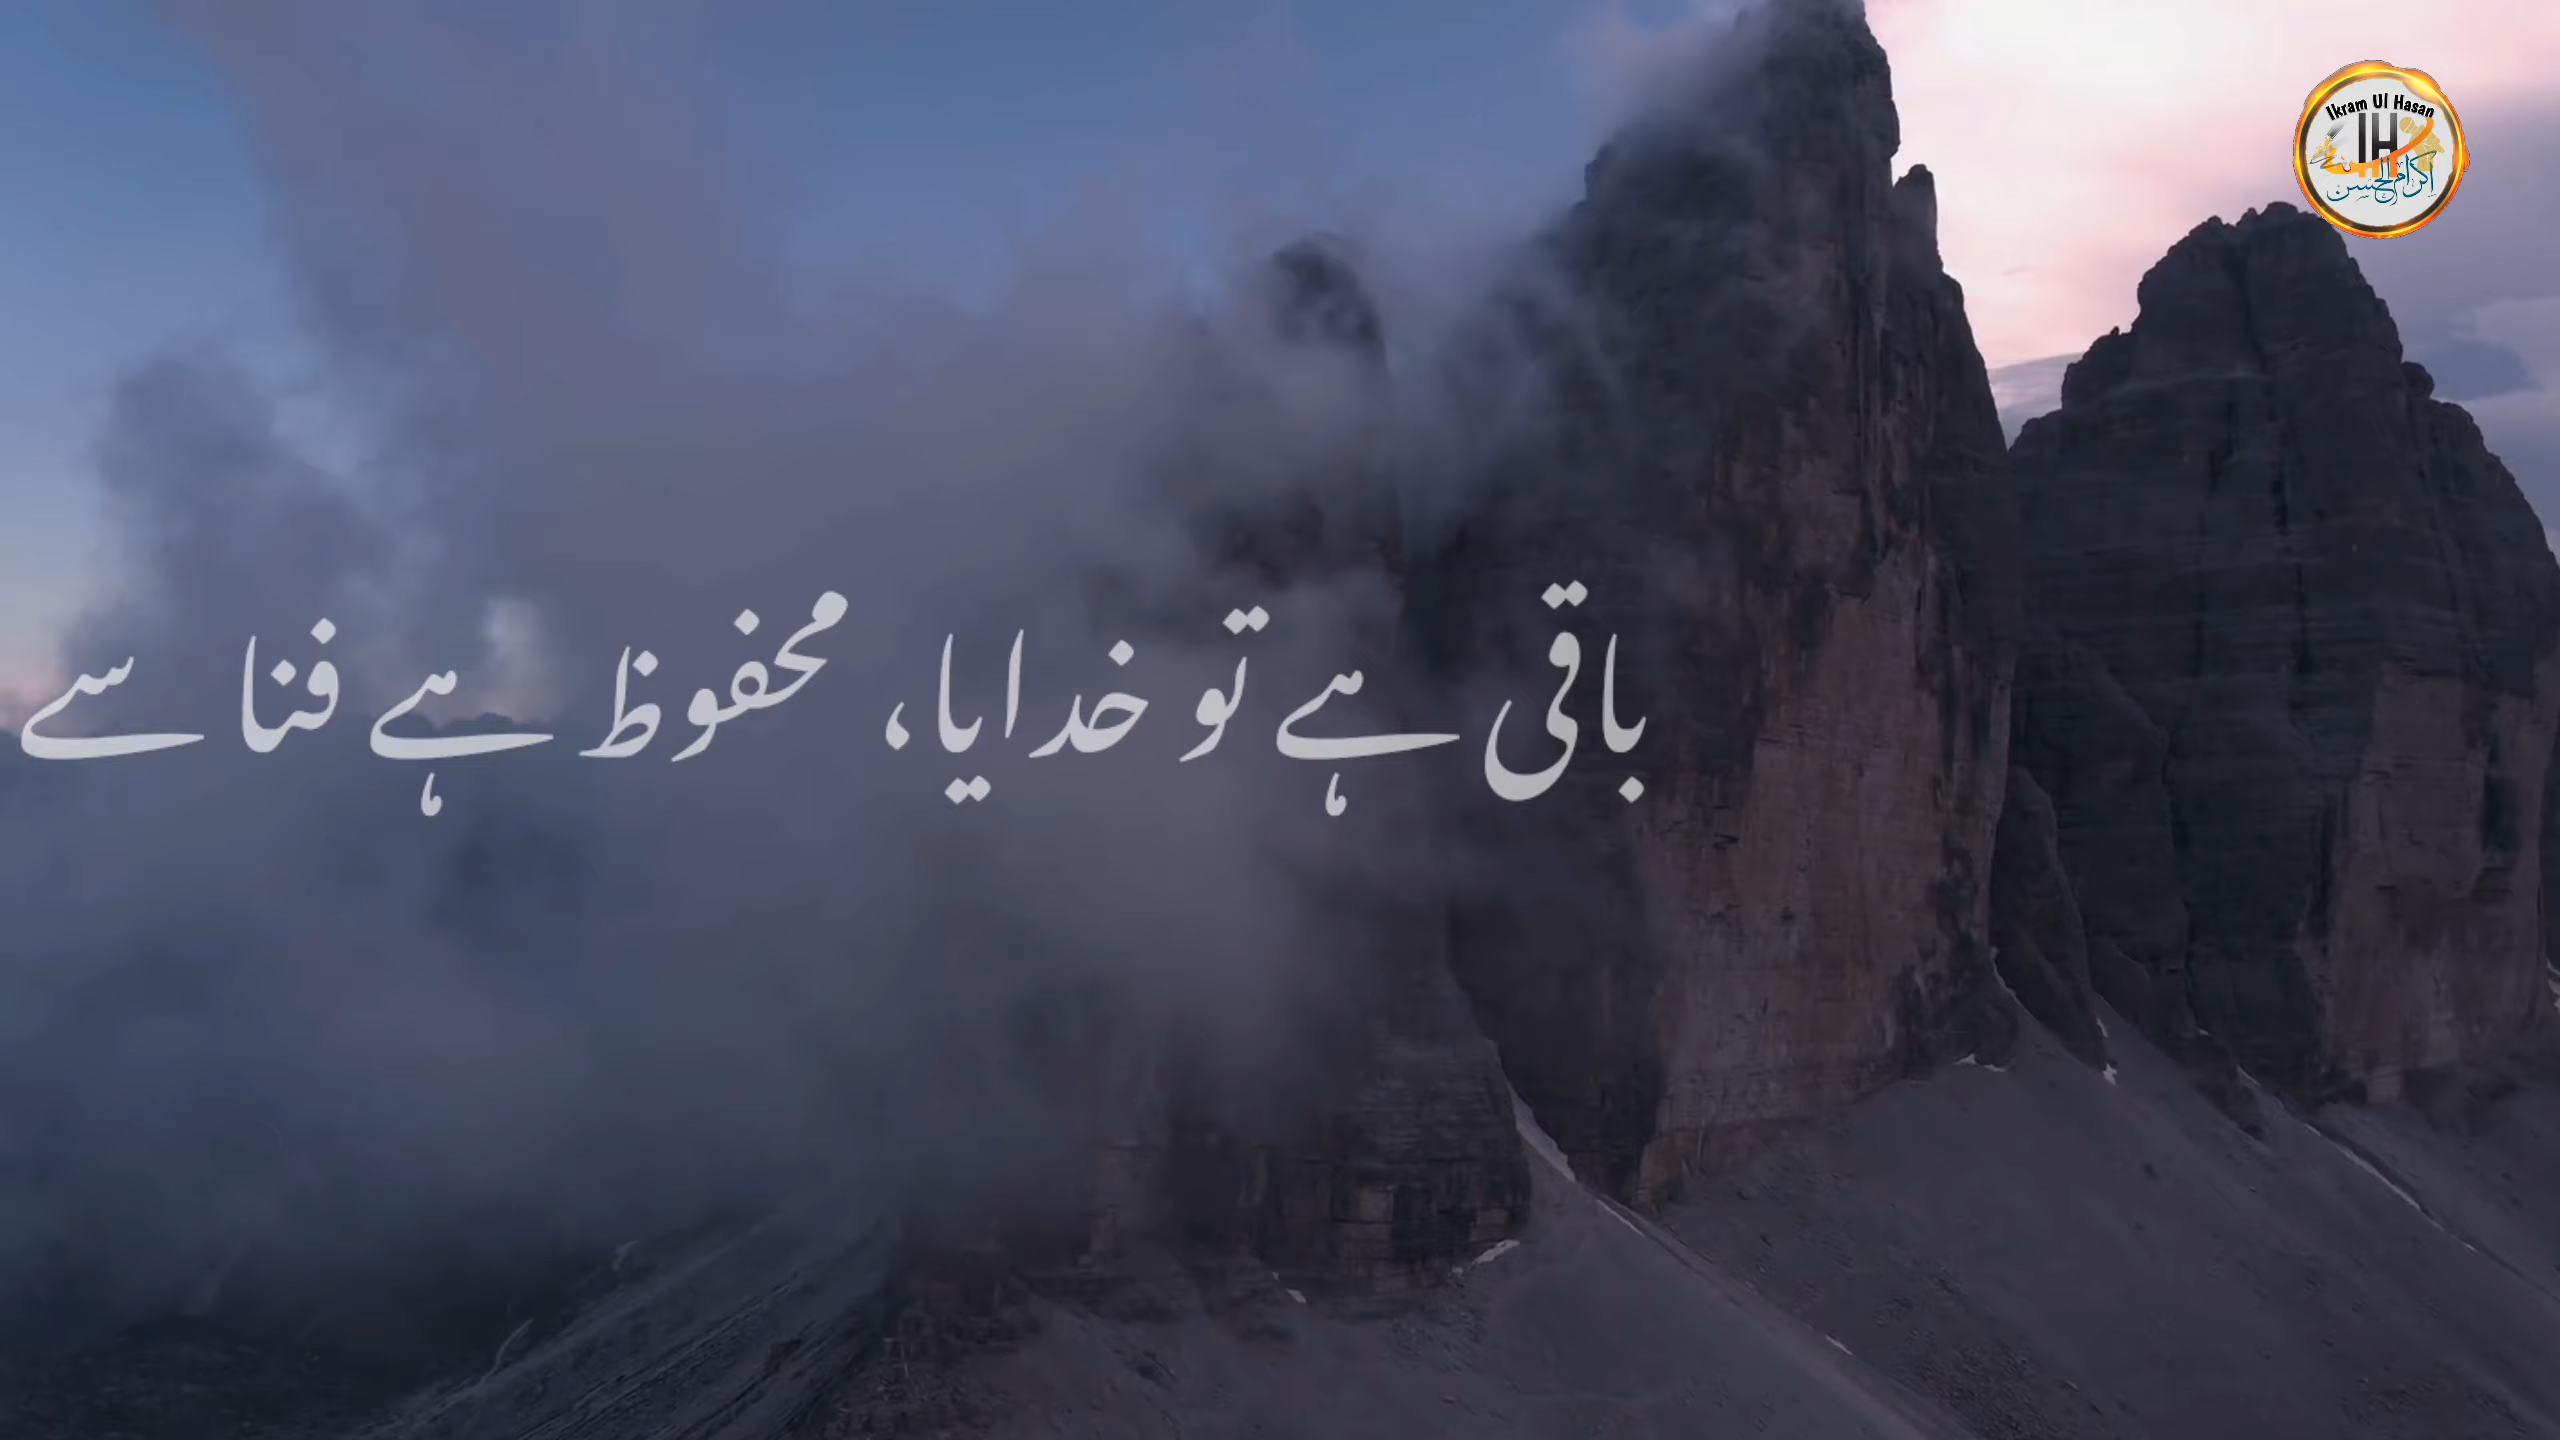 Ikram Ul Hasan
IH
اکرام الحسن
باقی ہے تو خدایا، محفوظ ہے فنا سے